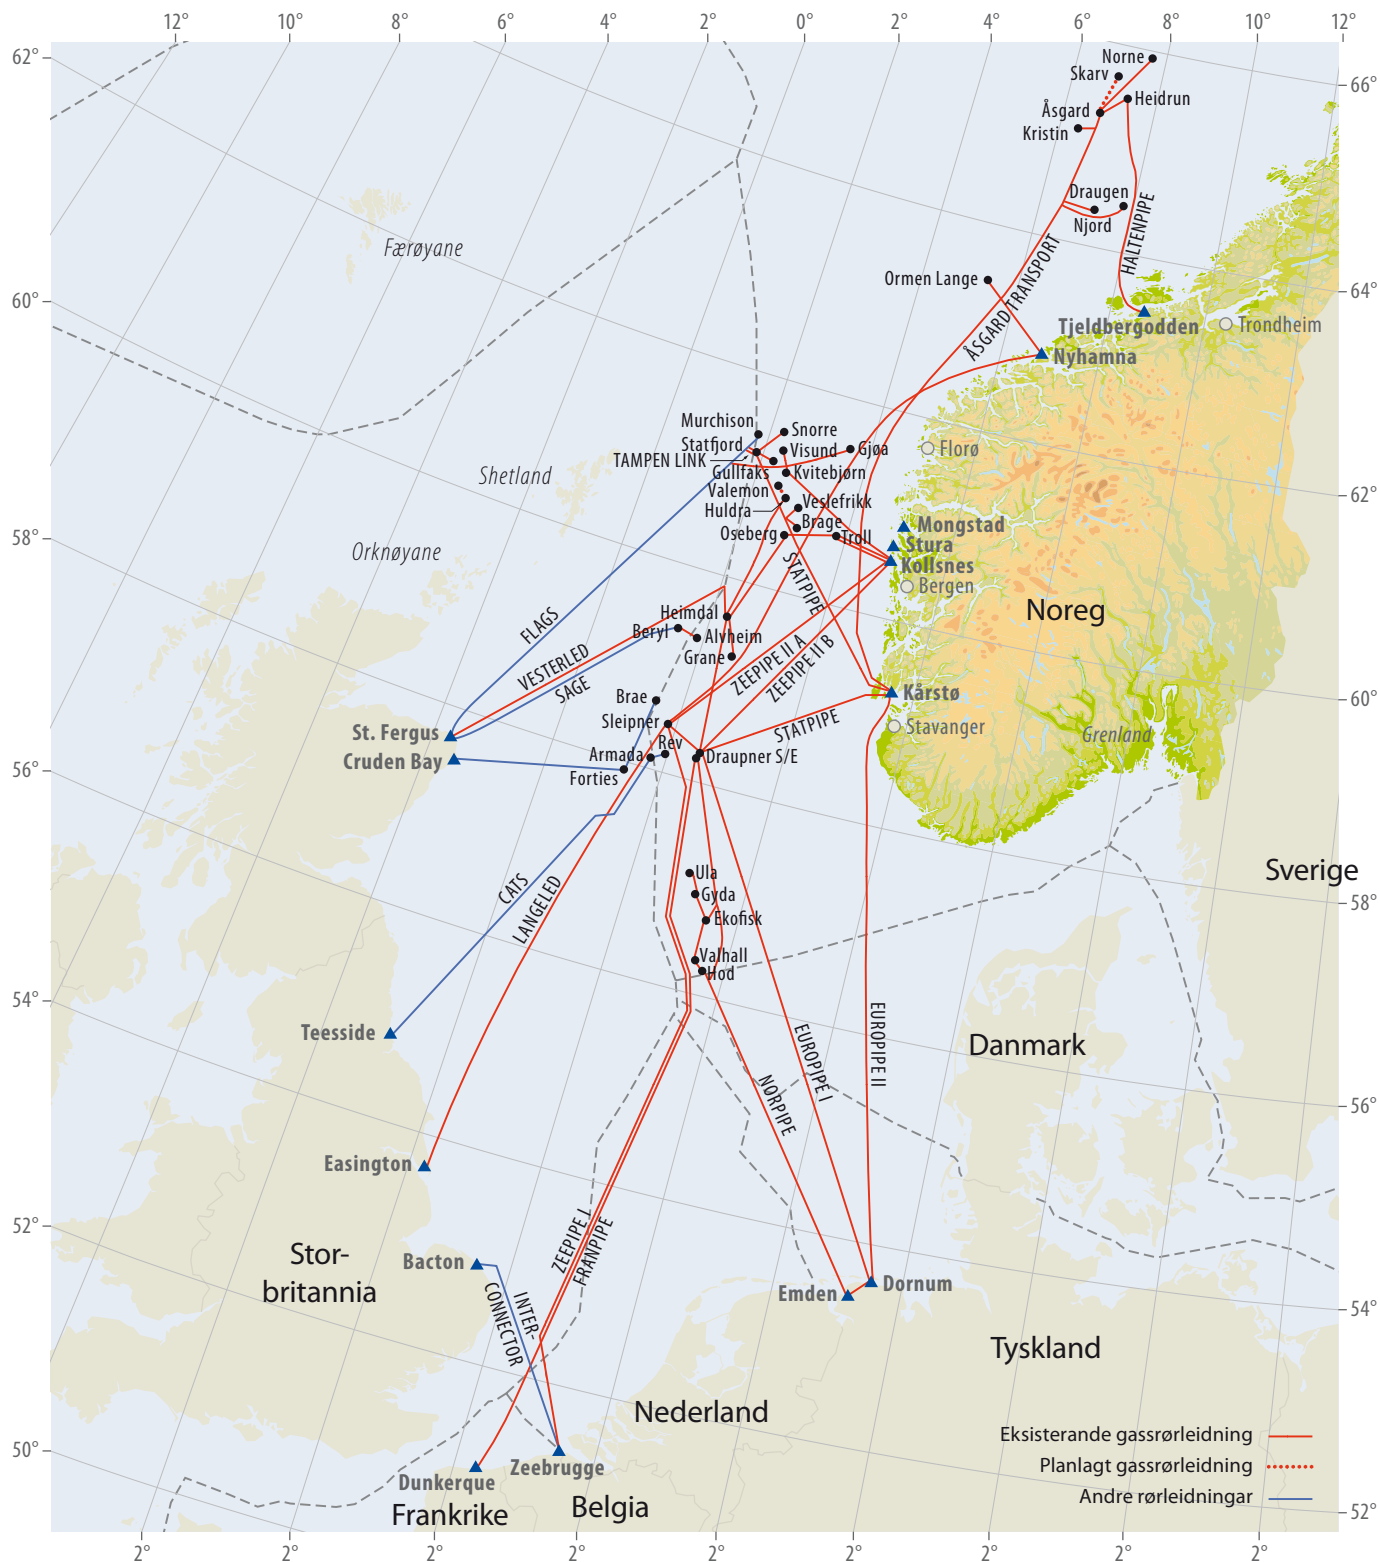 12°
10°
8°
6°
4°
2°
0°
2°
4°
6°
8°
10°
12°
62°
60°
58°
56°
54°
52°
50°
66°
64°
62°
60°
58°
56°
54°
52°
Norne
Skarv
Heidrun
Åsgard
Kristin
Draugen
Njord
HALTENPIPE
ÅSGARD TRANSPORT
Ormen Lange
Tjeldbergodden
Trondheim
Nyhamna
Færøyane
Shetland
Orknøyane
Murchison
Snorre
Statfjord
Visund
Gjøa
TAMPEN LINK
Gullfaks
Kvitebjørn
Valemon
Huldra
Veslefrikk
Brage
Oseberg
Troll
Florø
Mongstad
Stura
Kollsnes
Bergen
Noreg
STATPIPE
FLAGS
VESTERLED
SAGE
Heimdal
Beryl
Alvheim
Grane
ZEEPIPE II A
ZEEPIPE II B
Brae
Sleipner
Rev
Armada
Forties
Draupner S/E
STATPIPE
Kårstø
Stavanger
Grenland
St. Fergus
Cruden Bay
Sverige
CATS
LANGELED
Ula
Gyda
Ekofisk
Valhall
Hod
Teesside
EUROPIPE II
EUROPIPE I
NORPIPE
Danmark
Easington
ZEEPIPE I
FRANPIPE
Stor-
britannia
Bacton
INTER-
CONNECTOR
Emden
Dornum
Tyskland
Nederland
Zeebrugge
Dunkerque
Belgia
Frankrike
Eksisterande gassrørleidning
Planlagt gassrørleidning
Andre rørleidningar
2°
2°
2°
2°
2°
2°
2°
2°
2°